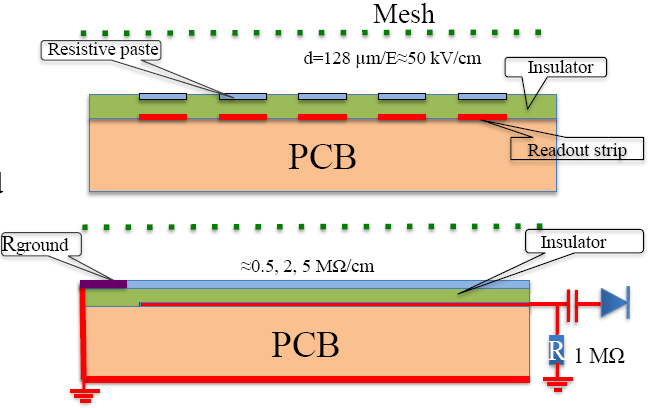 Mesh
Resistive paste
d=128 μm/E≈50 kV/cm
Insulator
PCB
Readout strip
Rground
Insulator
≈0.5, 2, 5 MΩ/cm
PCB
R
1 MΩ